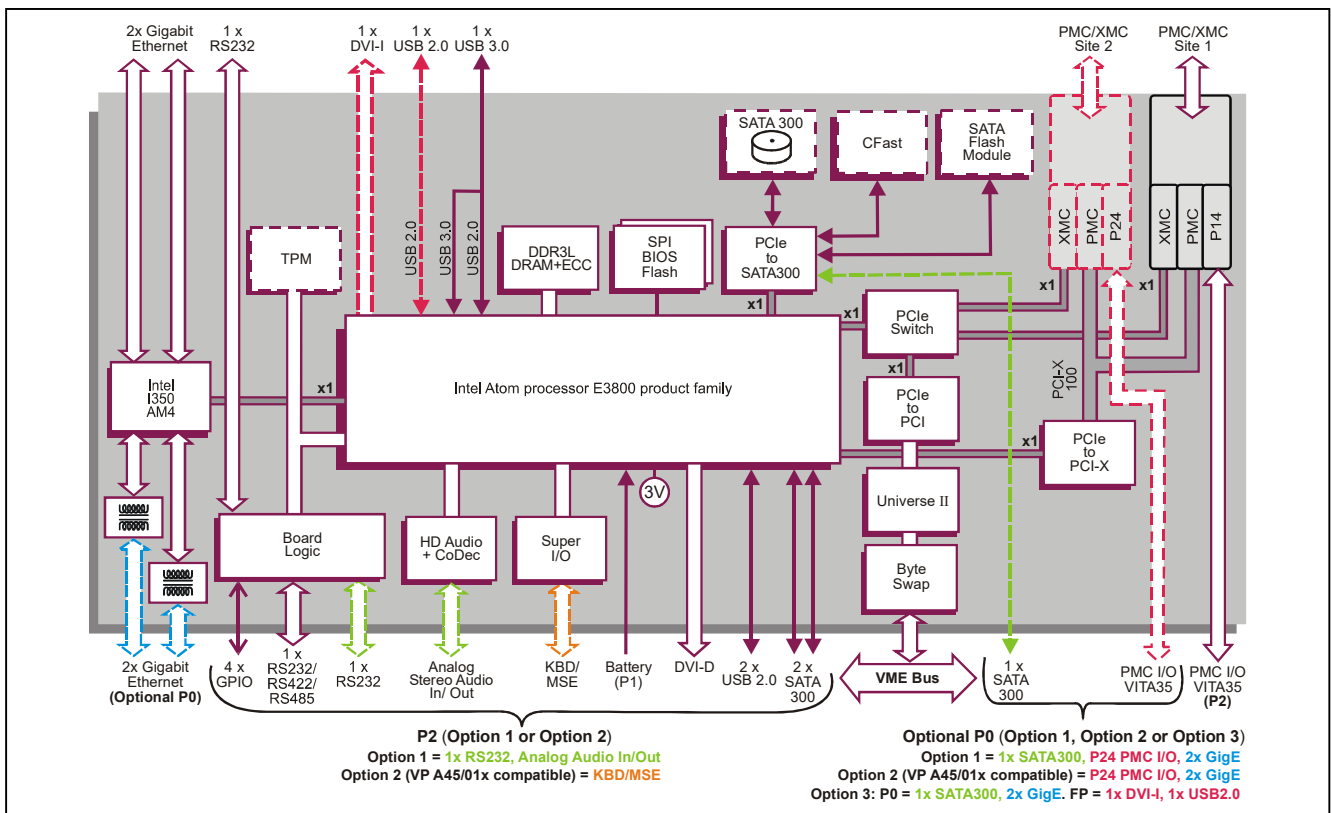 2x Gigabit
Ethernet
1 x
RS232
1 x
DVI-I
1 x
USB 2.0
1 x
USB 3.0
PMC/XMC
Site 2
PMC/XMC
Site 1
SATA 300
CFast
SATA
Flash
Module
XMC
PMC
P24
XMC
PMC
P14
TPM
USB 2.0
USB 3.0
USB 2.0
DDR3L
DRAM+ECC
SPI
BIOS
Flash
PCIe
to
SATA300
x1
x1
x1
x1
PCIe
Switch
Intel
I350
AM4
x1
Intel Atom processor E3800 product family
x1
PCIe
to
PCI
PCI-X
100
x1
PCIe
to
PCI-X
3V
Universe II
Board
Logic
HD Audio
+ CoDec
Super
I/O
Byte
Swap
2x Gigabit
Ethernet
(Optional P0)
4 x
GPIO
1 x
RS232/
RS422/
RS485
1 x
RS232
Analog
Stereo Audio
In/ Out
KBD/
MSE
Battery
(P1)
DVI-D
2 x
USB 2.0
2 x
SATA
300
VME Bus
1 x
SATA
300
PMC I/O
VITA35
PMC I/O
VITA35
(P2)
P2 (Option 1 or Option 2)
Option 1 = 1x RS232, Analog Audio In/Out
Option 2 (VP A45/01x compatible) = KBD/MSE
Optional P0 (Option 1, Option 2 or Option 3)
Option 1 = 1x SATA300, P24 PMC I/O, 2x GigE
Option 2 (VP A45/01x compatible) = P24 PMC I/O, 2x GigE
Option 3: P0 = 1x SATA300, 2x GigE. FP = 1x DVI-I, 1x USB2.0